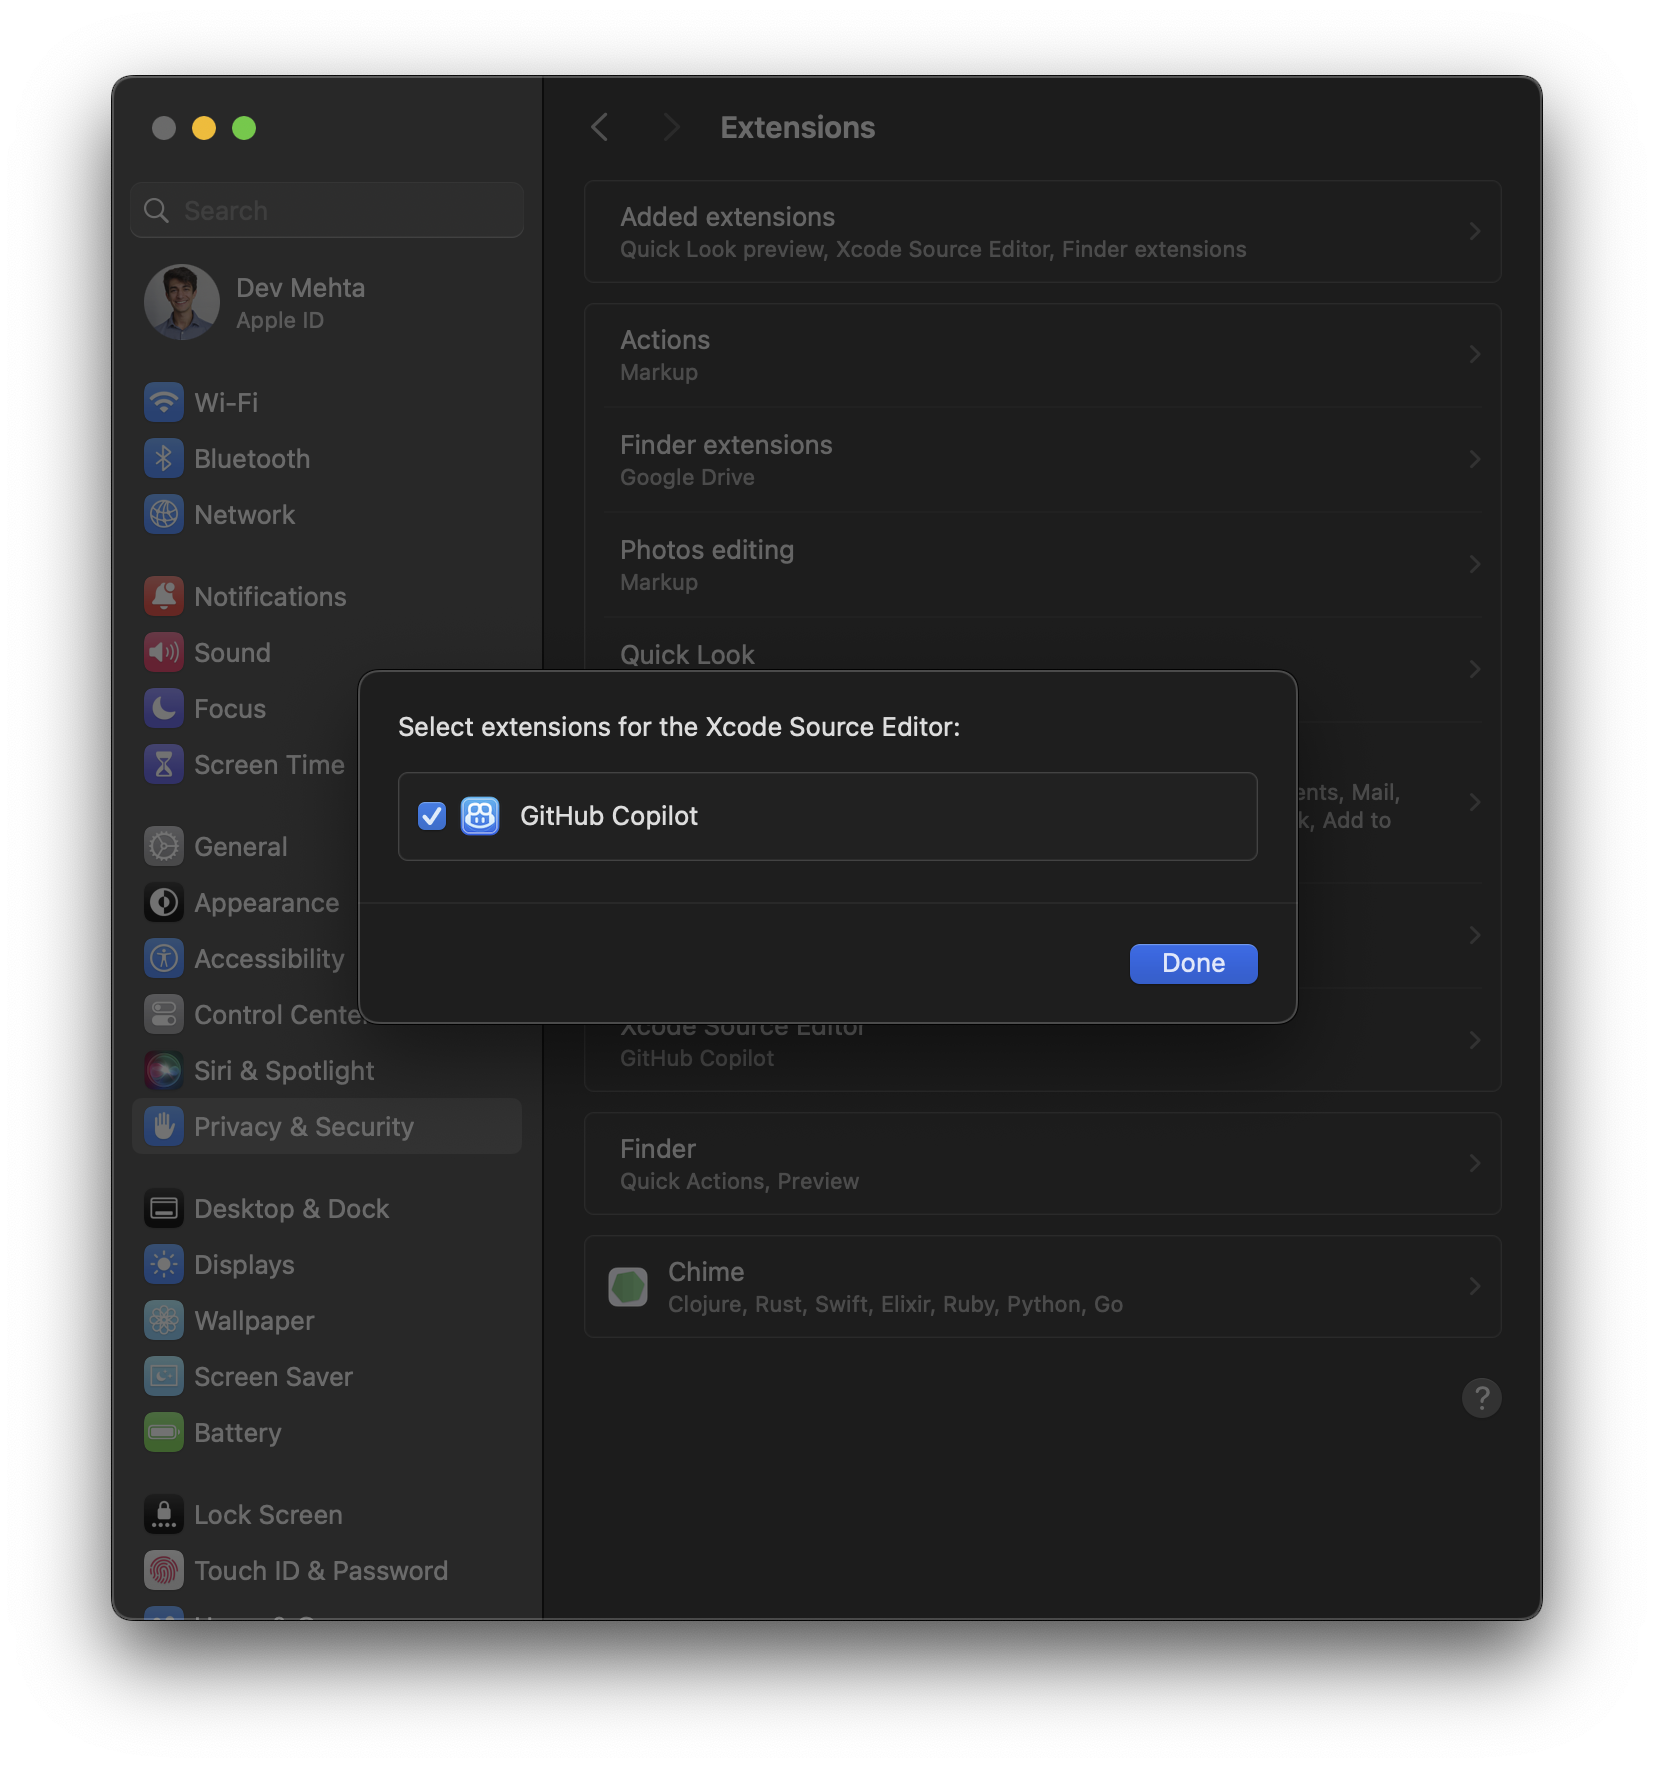 Extensions
Search
Dev Mehta
Apple ID
Wi-Fi
Bluetooth
Network
Notifications
Sound
Focus
Screen Time
General
Appearance
Accessibility
Control Center
Siri & Spotlight
Privacy & Security
Desktop & Dock
Displays
Wallpaper
Screen Saver
Battery
Lock Screen
Touch ID & Password
Added extensions
Quick Look preview, Xcode Source Editor, Finder extensions
Actions
Markup
Finder extensions
Google Drive
Photos editing
Markup
Quick Look
Select extensions for the Xcode Source Editor:
GitHub Copilot
Done
ents, Mail,
k, Add to
Xcode Source Editor
GitHub Copilot
Finder
Quick Actions, Preview
Chime
Clojure, Rust, Swift, Elixir, Ruby, Python, Go
?